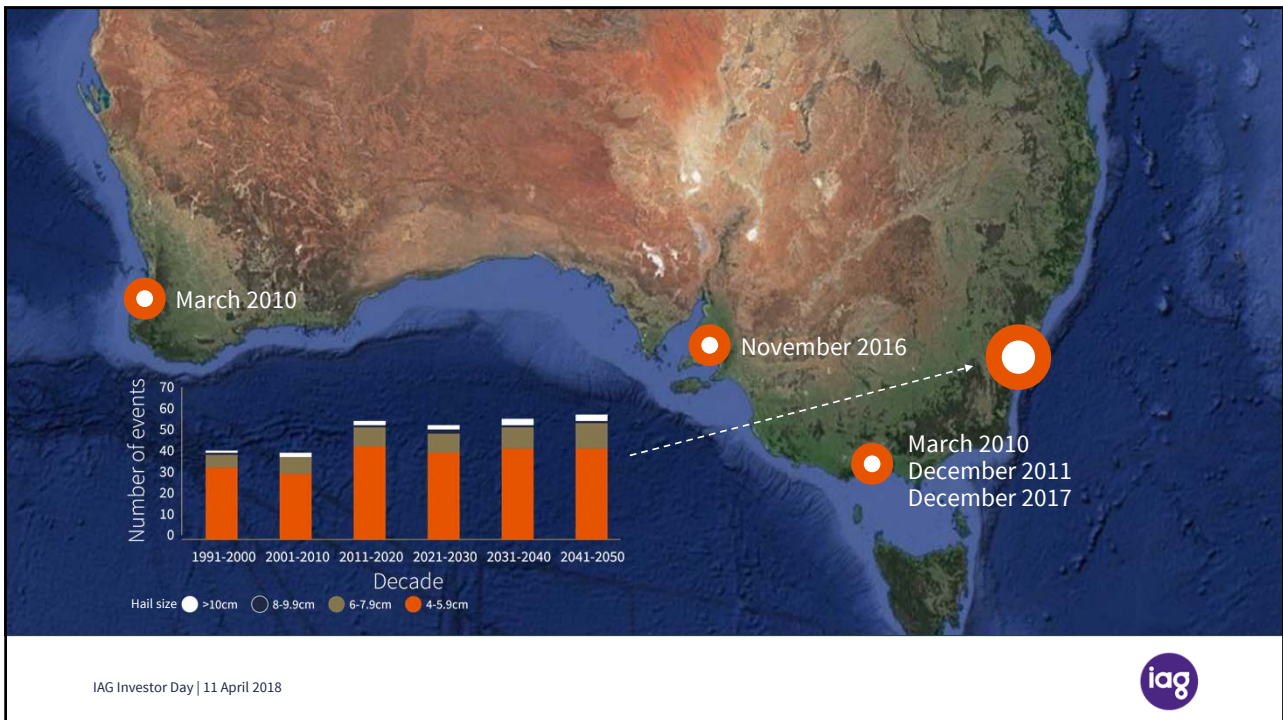 March 2010
November 2016
March 2010
December 2011
December 2017
Number of events
70
60
50
40
30
20
10
0
1991-2000 2001-2010 2011-2020 2021-2030 2031-2040 2041-2050
Decade
Hail size >10cm 8-9.9cm 6-7.9cm 4-5.9cm
IAG Investor Day | 11 April 2018
iag